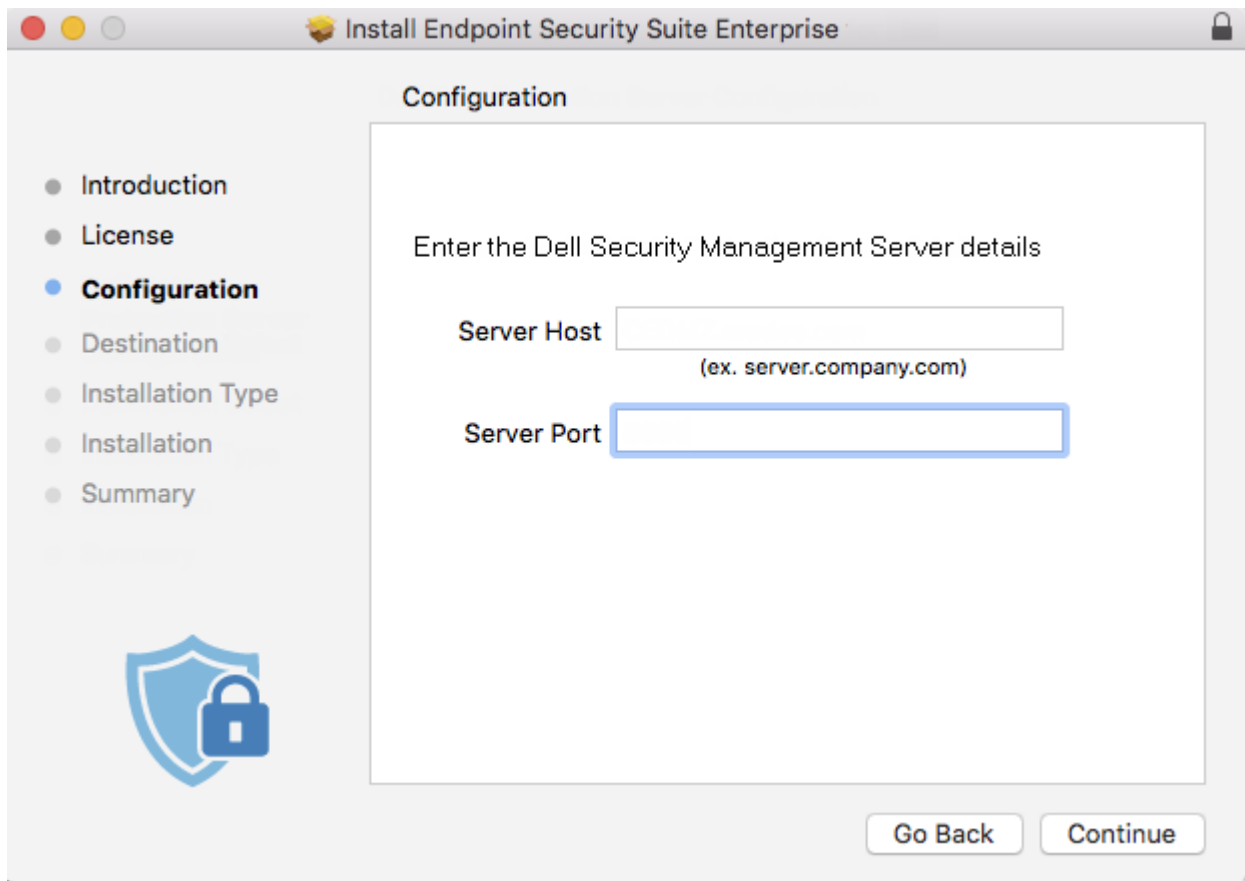 Install Endpoint Security Suite Enterprise
Configuration
Introduction
License
Configuration
Destination
Installation Type
Installation
Summary
Enter the Dell Security Management Server details
Server Host
(ex. server.company.com)
Server Port
Go Back
Continue